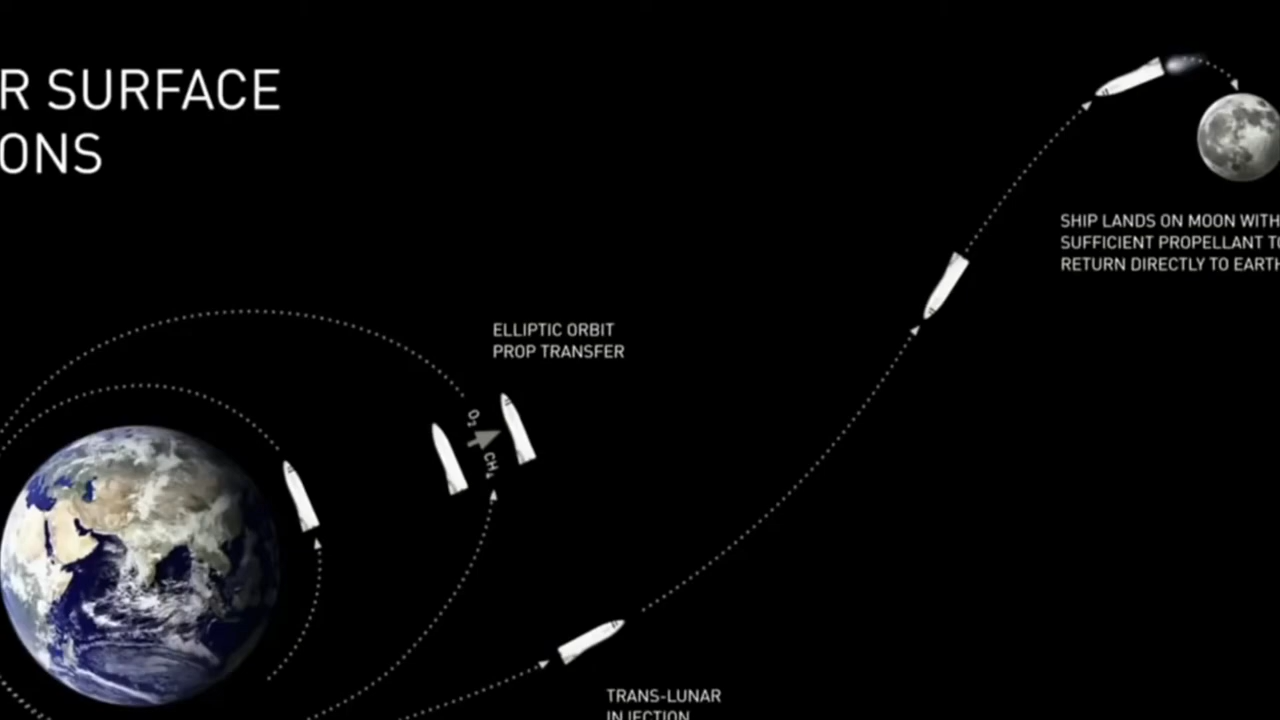 R SURFACE
ONS
SHIP LANDS ON MOON WITH
SUFFICIENT PROPELLANT TO
RETURN DIRECTLY TO EARTH
ELLIPTIC ORBIT
PROP TRANSFER
O₂
CH₄
TRANS-LUNAR
INJECTION